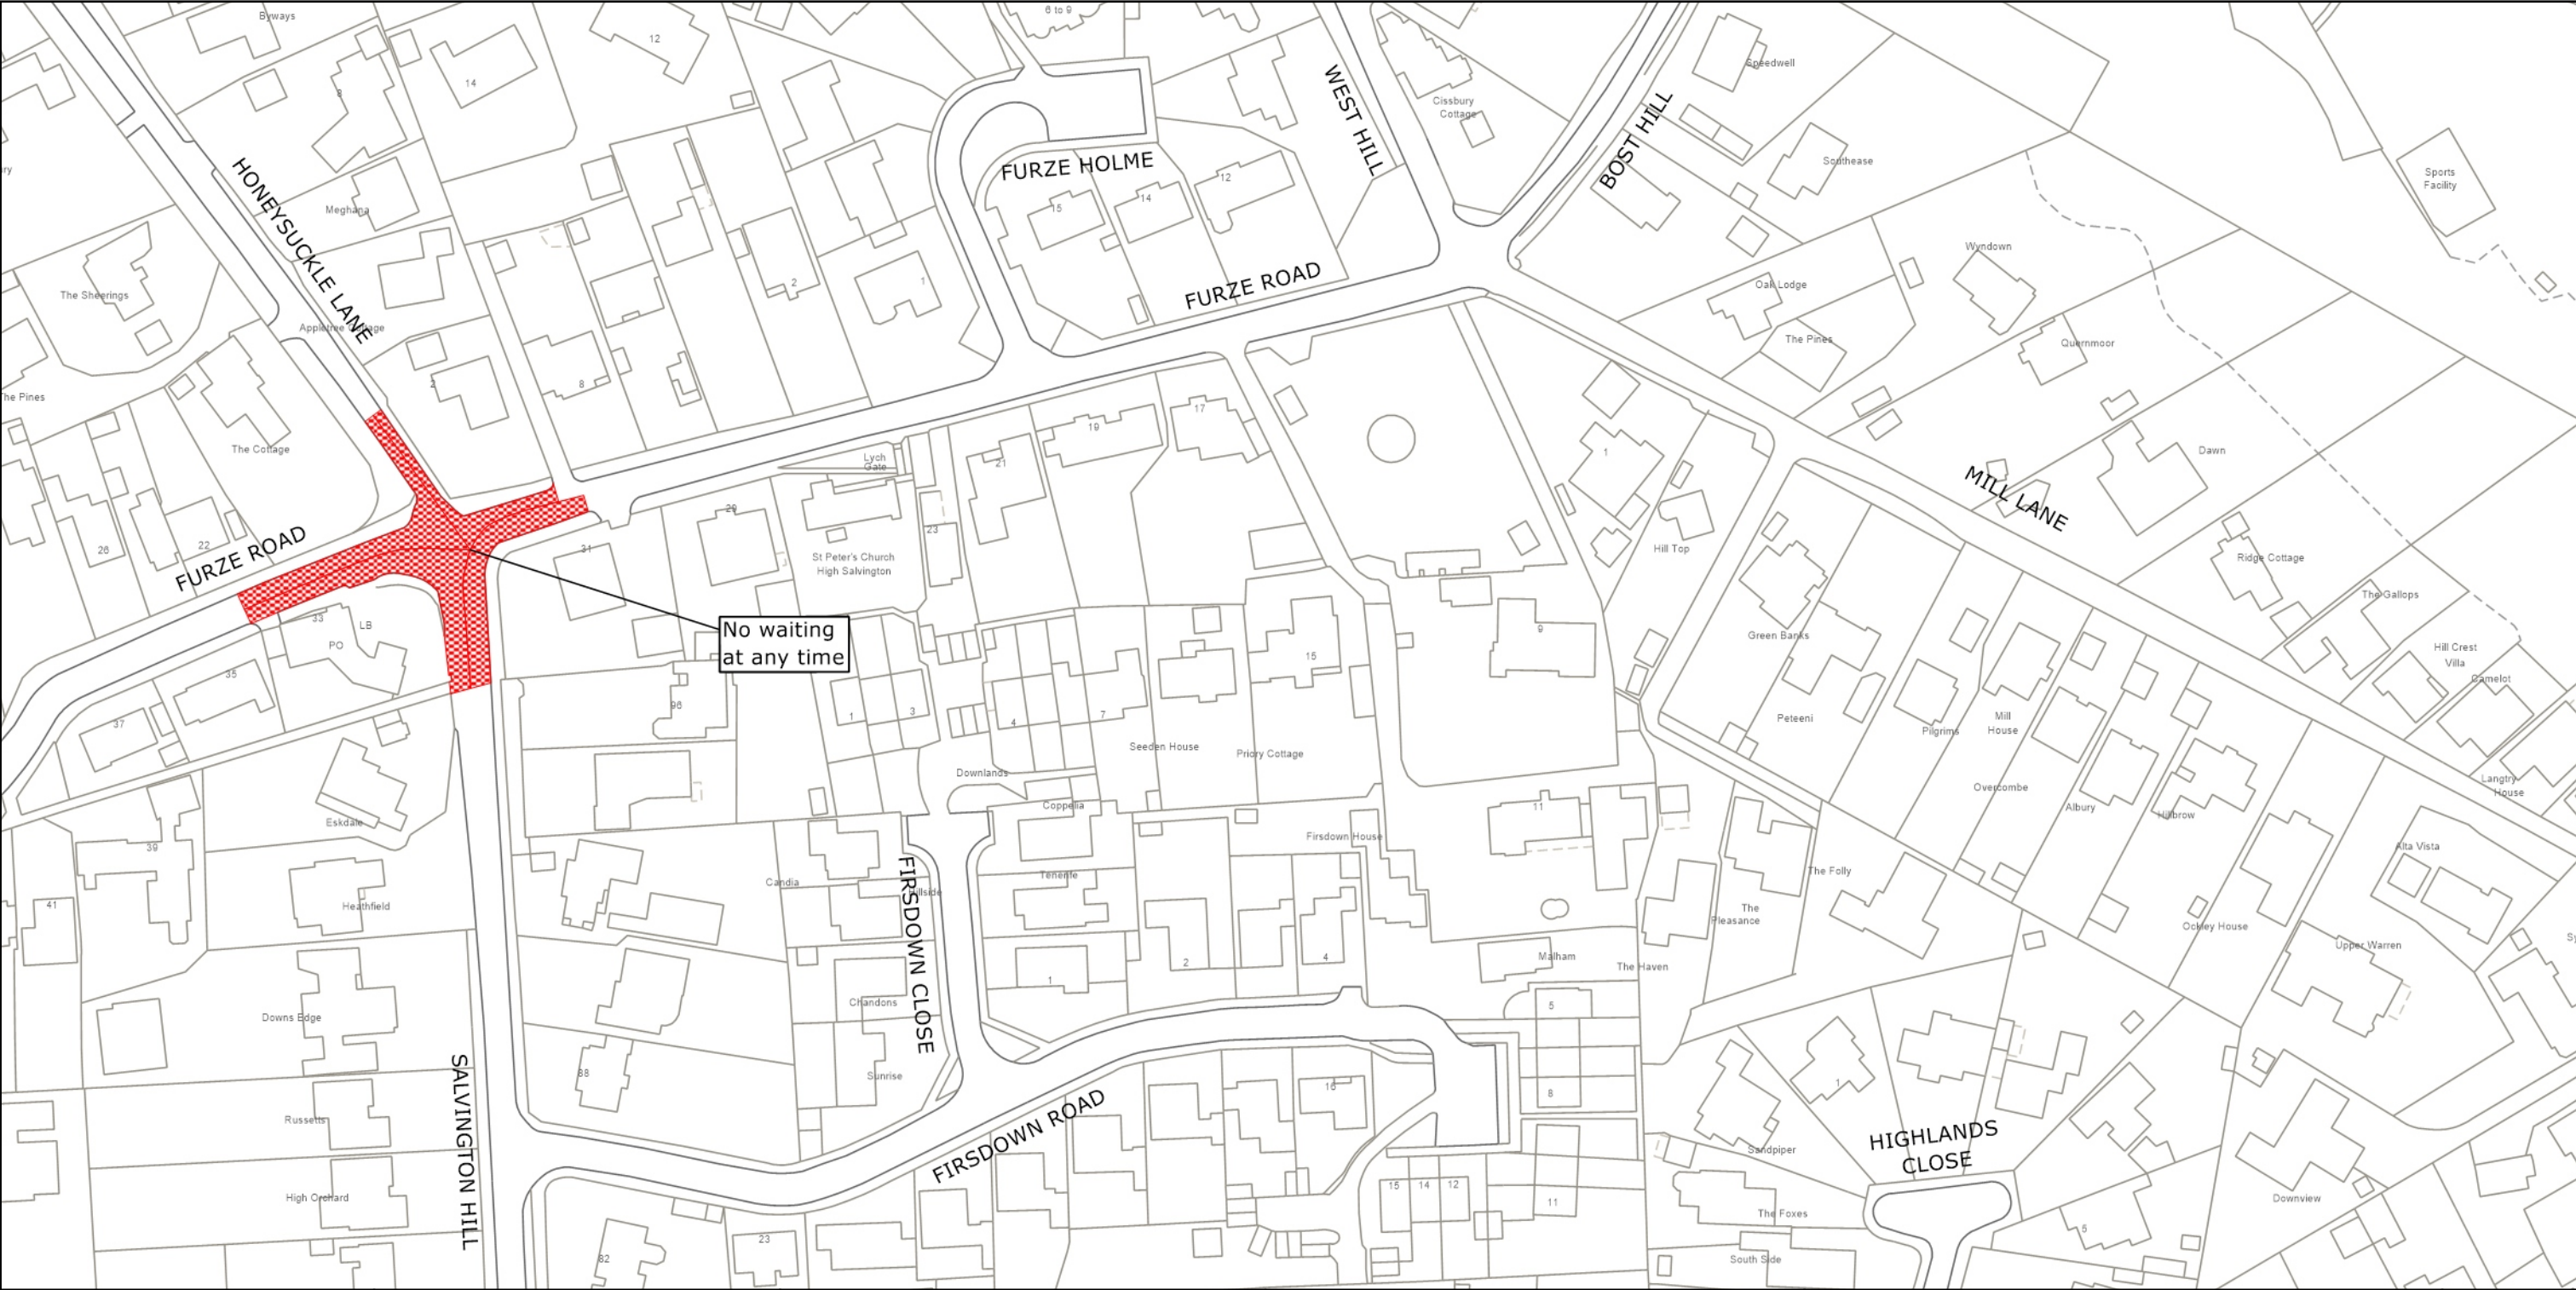 Byways
6 to 9
12
14
8
Speedwell
WEST HILL
Cissbury
Cottage
BOST HILL
Southease
Sports
Facility
HONEYSUCKLE LANE
FURZE HOLME
15
14
12
Meghana
Wyndown
The Sheerings
2
1
FURZE ROAD
Oak Lodge
Appletree Cottage
The Pines
Quernmoor
2
8
The Pines
The Cottage
Lych
Gate
21
19
17
1
Dawn
MILL LANE
29
23
26
22
FURZE ROAD
31
St Peter's Church
High Salvington
Hill Top
Ridge Cottage
The Gallops
33
LB
PO
No waiting
at any time
9
Green Banks
Hill Crest
Villa
Camelot
35
37
96
1
3
4
7
15
Seeden House
Priory Cottage
Peteeni
Pilgrims
Mill
House
Downlands
Coppelia
Overcombe
Albury
Hillbrow
Langtry
House
Eskdale
39
11
Firsdown House
Alta Vista
41
Heathfield
Candia
Hillside
Tenerife
The Folly
The
Pleasance
FIRSDOWN CLOSE
Ockley House
Upper Warren
2
4
Malham
The Haven
1
Downs Edge
Chandons
5
88
Sunrise
16
8
1
SALVINGTON HILL
Russetts
FIRSDOWN ROAD
HIGHLANDS
CLOSE
Sandpiper
High Orchard
15
14
12
11
The Foxes
5
Downview
82
23
South Side